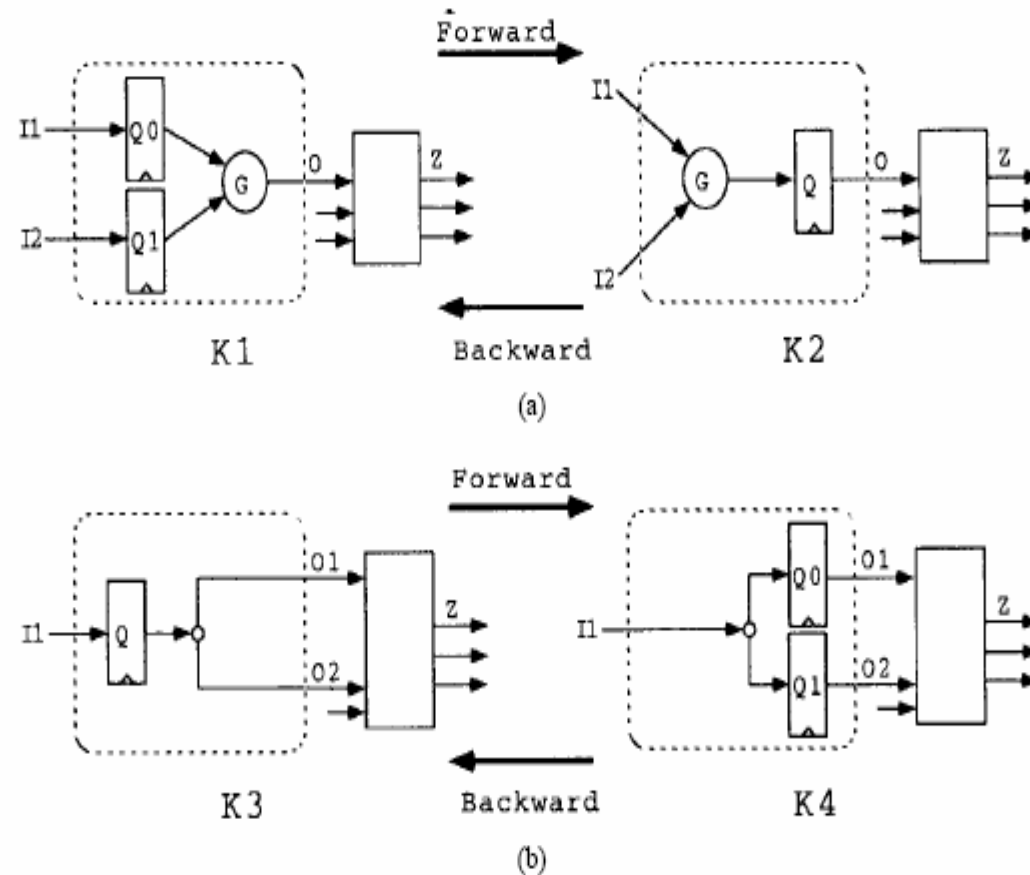 Forward
I1
Q0
G
O
Z
I2
Q1
K1
I1
G
Q
O
Z
I2
K2
Backward
(a)
Forward
I1
Q
O1
O2
Z
K3
I1
Q0
Q1
O1
O2
Z
K4
Backward
(b)